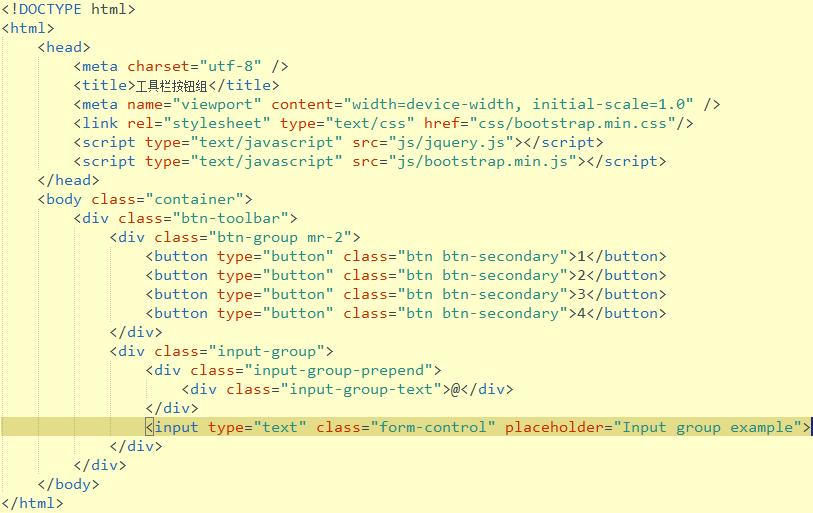 <!DOCTYPE html>
<html>
    <head>
        <meta charset="utf-8" />
        <title>工具栏按钮组</title>
        <meta name="viewport" content="width=device-width, initial-scale=1.0" />
        <link rel="stylesheet" type="text/css" href="css/bootstrap.min.css"/>
        <script type="text/javascript" src="js/jquery.js"></script>
        <script type="text/javascript" src="js/bootstrap.min.js"></script>
    </head>
    <body class="container">
        <div class="btn-toolbar">
            <div class="btn-group mr-2">
                <button type="button" class="btn btn-secondary">1</button>
                <button type="button" class="btn btn-secondary">2</button>
                <button type="button" class="btn btn-secondary">3</button>
                <button type="button" class="btn btn-secondary">4</button>
            </div>
            <div class="input-group">
                <div class="input-group-prepend">
                    <div class="input-group-text">@</div>
                </div>
                <input type="text" class="form-control" placeholder="Input group example">
            </div>
        </div>
    </body>
</html>